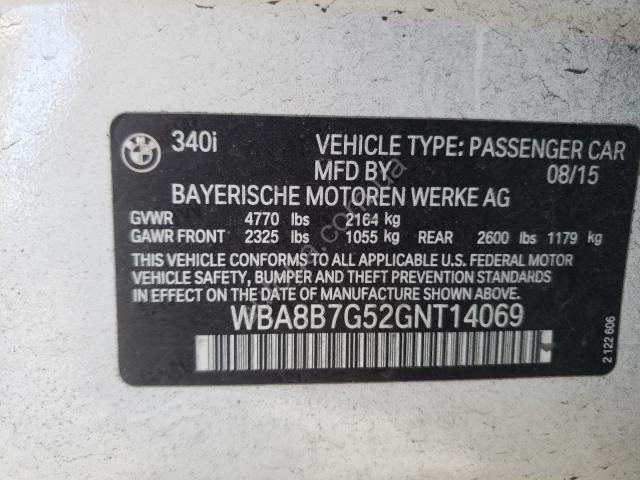 340i VEHICLE TYPE: PASSENGER CAR
MFD BY 08/15
BAYERISCHE MOTOREN WERKE AG
GVWR 4770 lbs 2164 kg
GAWR FRONT 2325 lbs 1055 kg REAR 2600 lbs 1179 kg
THIS VEHICLE CONFORMS TO ALL APPLICABLE U.S. FEDERAL MOTOR
VEHICLE SAFETY, BUMPER AND THEFT PREVENTION STANDARDS
IN EFFECT ON THE DATE OF MANUFACTURE SHOWN ABOVE.
WBA8B7G52GNT14069
2 122 606